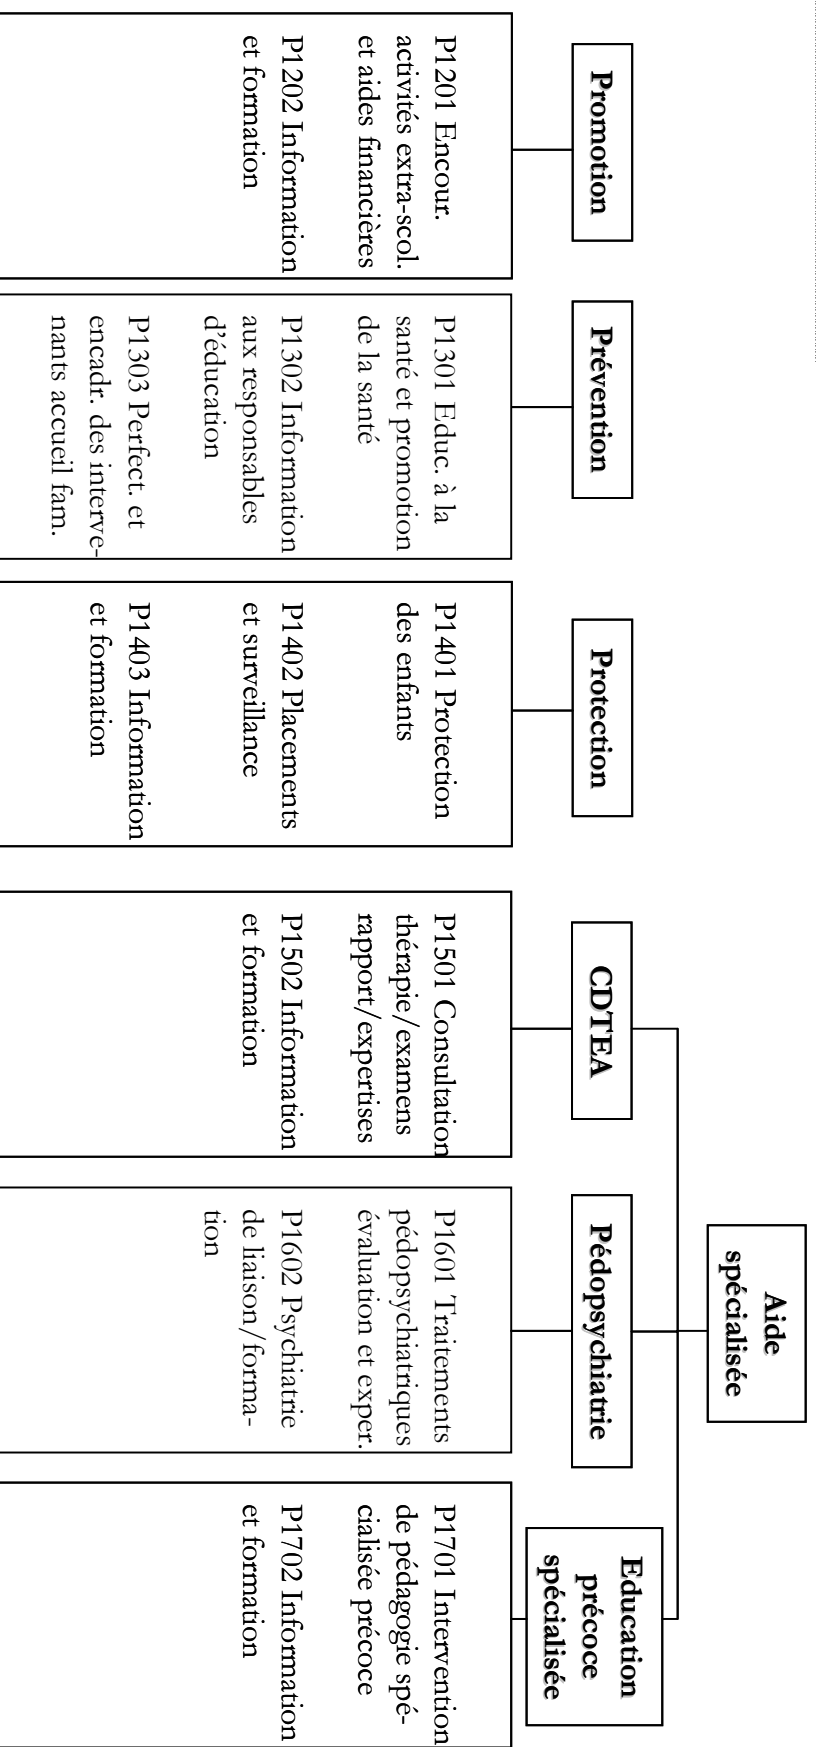 Aide
spécialisée
Promotion
Prévention
Protection
CDTEA
Pédopsychiatrie
Education
précoce
spécialisée
P1201 Encour.
activités extra-scol.
et aides financières
P1202 Information
et formation
P1301 Educ. à la
santé et promotion
de la santé
P1302 Information
aux responsables
d'éducation
P1303 Perfect. et
encadr. des interve-
nants accueil fam.
P1401 Protection
des enfants
P1402 Placements
et surveillance
P1403 Information
et formation
P1501 Consultation
thérapie/examens
rapport/expertises
P1502 Information
et formation
P1601 Traitements
pédopsychiatriques
évaluation et exper.
P1602 Psychiatrie
de liaison/forma-
tion
P1701 Intervention
de pédagogie spé-
cialisée précoce
P1702 Information
et formation